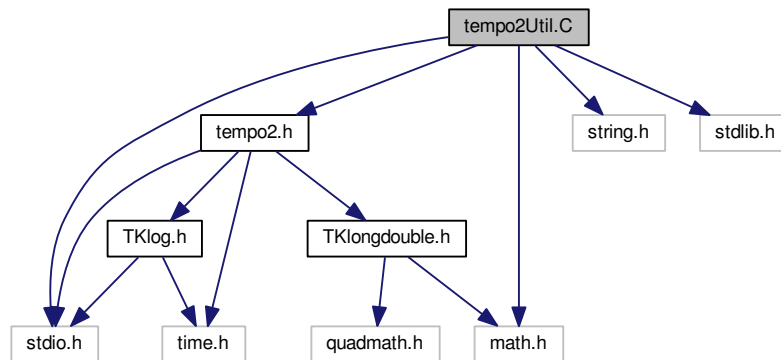 tempo2Util.C
tempo2.h
string.h
stdlib.h
TKlog.h
TKlongdouble.h
stdio.h
time.h
quadmath.h
math.h